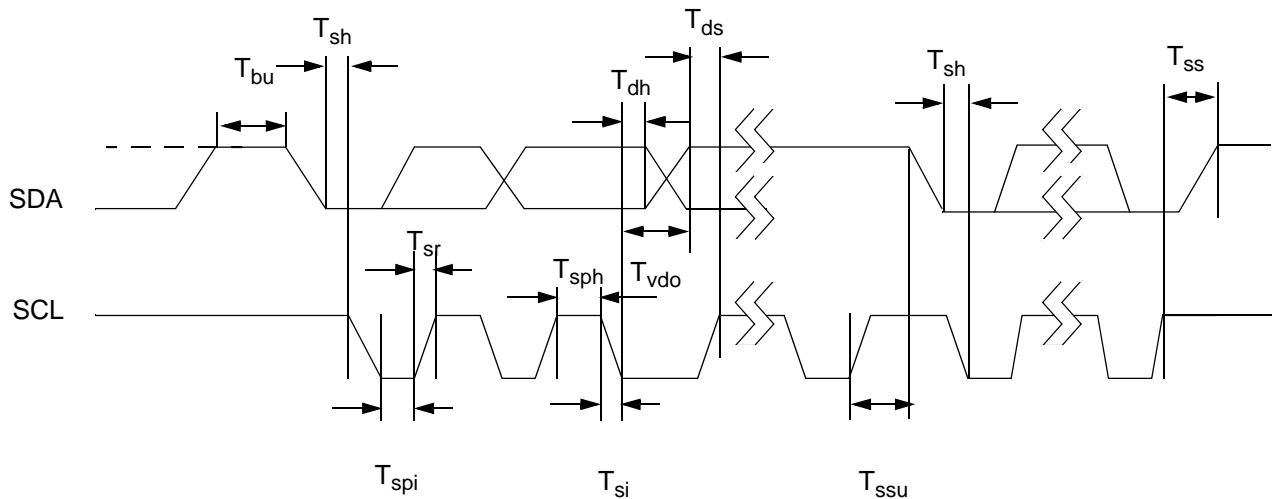 T_ds
T_sh
T_bu
T_dh
T_sh
T_ss
SDA
T_sr
T_sph
T_vdo
SCL
T_spi
T_si
T_ssu